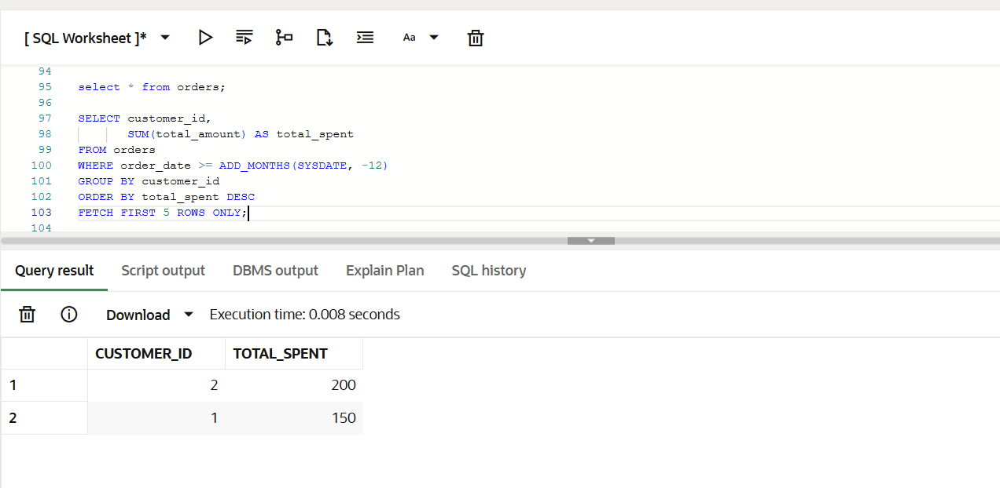 [ SQL Worksheet ]* Aa
94
95 select * from orders;
96
97 SELECT customer_id,
98 SUM(total_amount) AS total_spent
99 FROM orders
100 WHERE order_date >= ADD_MONTHS(SYSDATE, -12)
101 GROUP BY customer_id
102 ORDER BY total_spent DESC
103 FETCH FIRST 5 ROWS ONLY;
104
Query result Script output DBMS output Explain Plan SQL history
Download Execution time: 0.008 seconds
CUSTOMER_ID TOTAL_SPENT
1 2 200
2 1 150